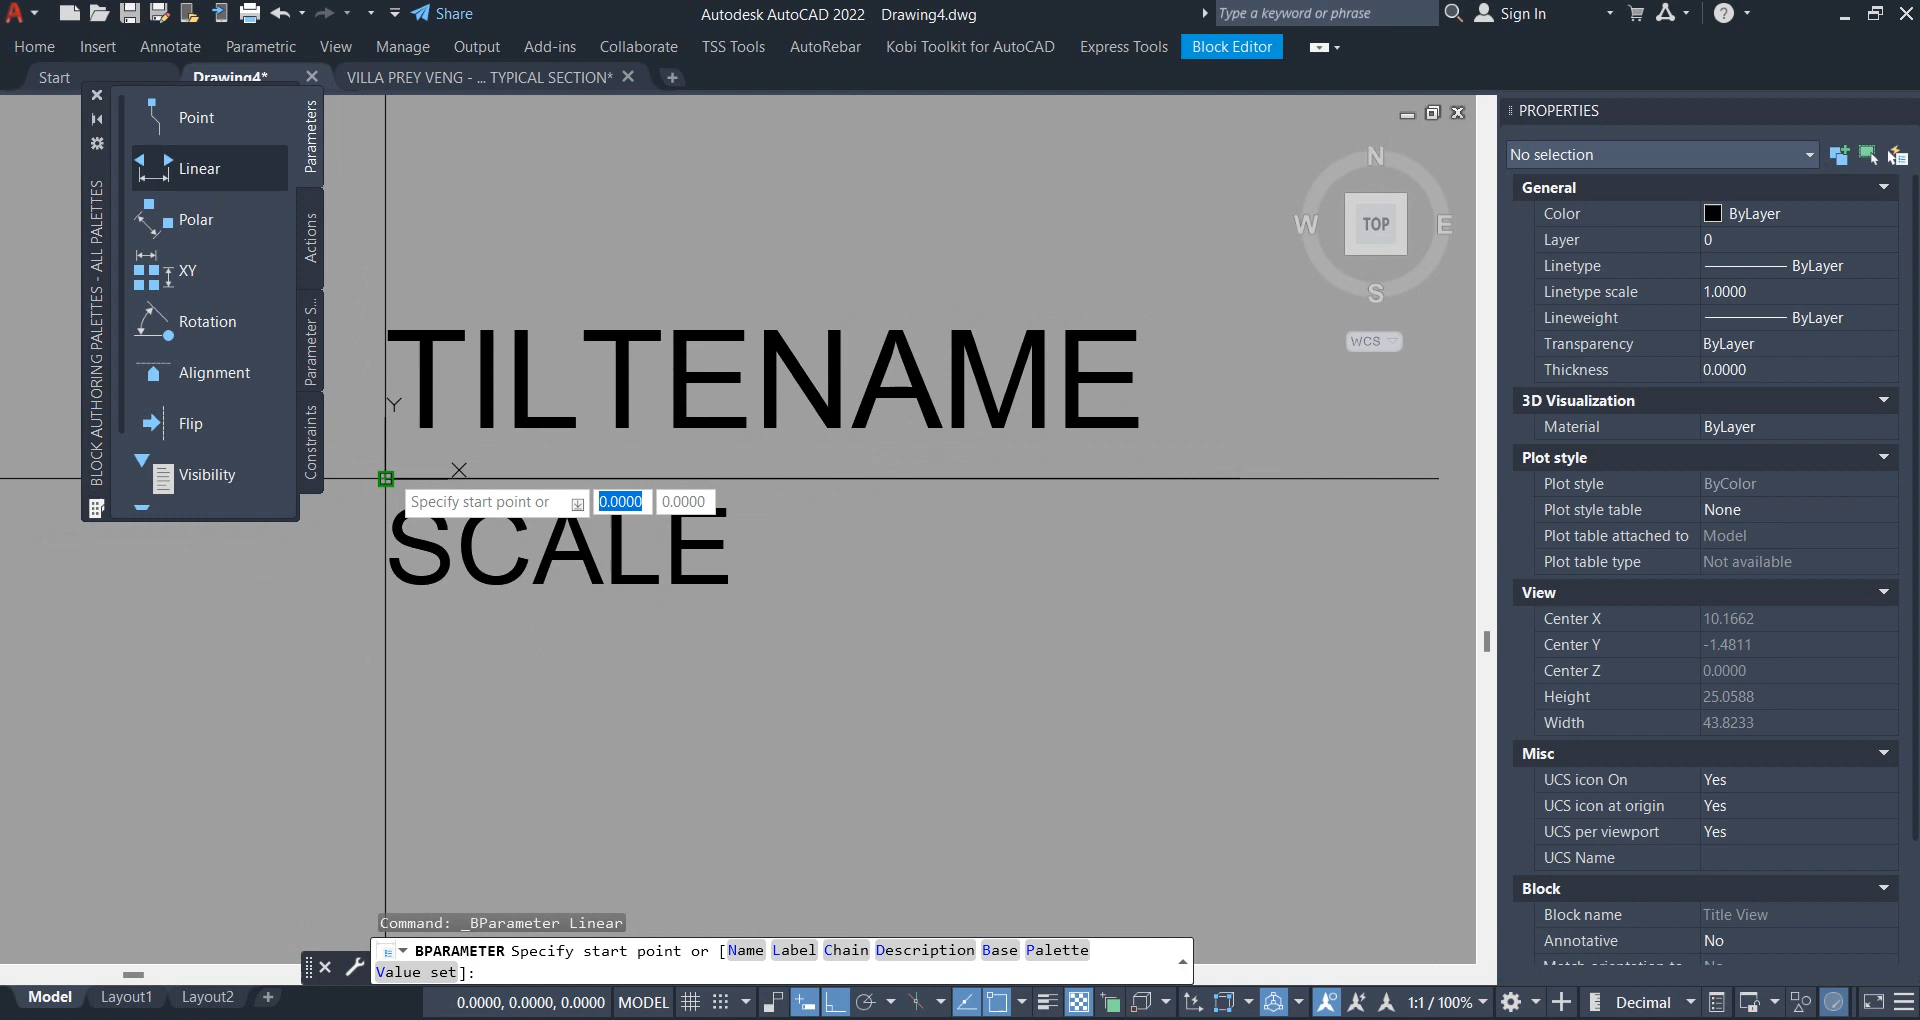 Share
Autodesk AutoCAD 2022 Drawing4.dwg
Type a keyword or phrase
Sign In
Home Insert Annotate Parametric View Manage Output Add-ins Collaborate TSS Tools AutoRebar Kobi Toolkit for AutoCAD Express Tools Block Editor
Start Drawing4* VILLA PREY VENG - ... TYPICAL SECTION*
BLOCK AUTHORING PALETTES - ALL PALETTES
Point
Linear
Polar
XY
Rotation
Alignment
Flip
Visibility
Parameters
Actions
Parameter S...
Constraints
N
W TOP E
S
WCS
TILTENAME
Y
X
Specify start point or 0.0000 0.0000
SCALE
PROPERTIES
No selection
General
Color ByLayer
Layer 0
Linetype ByLayer
Linetype scale 1.0000
Lineweight ByLayer
Transparency ByLayer
Thickness 0.0000
3D Visualization
Material ByLayer
Plot style
Plot style ByColor
Plot style table None
Plot table attached to Model
Plot table type Not available
View
Center X 10.1662
Center Y -1.4811
Center Z 0.0000
Height 25.0588
Width 43.8233
Misc
UCS icon On Yes
UCS icon at origin Yes
UCS per viewport Yes
UCS Name
Block
Block name Title View
Annotative No
Command: _BParameter Linear
BPARAMETER Specify start point or [Name Label Chain Description Base Palette
Value set]:
Model Layout1 Layout2
0.0000, 0.0000, 0.0000 MODEL 1:1 / 100% Decimal